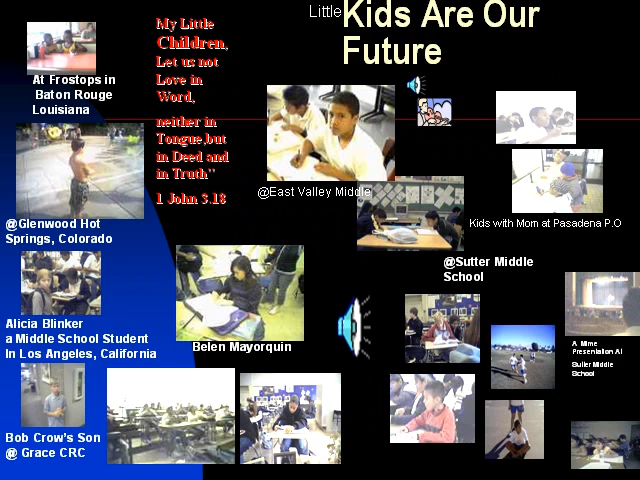 Little Kids Are Our
Future
My Little
Children,
Let us not
Love in
Word,
neither in
Tongue,but
in Deed and
in Truth"
1 John 3.18
At Frostops in
Baton Rouge
Louisiana
@Glenwood Hot
Springs, Colorado
Alicia Blinker
a Middle School Student
In Los Angeles, California
Bob Crow's Son
@ Grace CRC
@East Valley Middle
Kids with Mom at Pasadena P.O
@Sutter Middle
School
Belen Mayorquin
A Mime
Presentation At
Sutter Middle
School